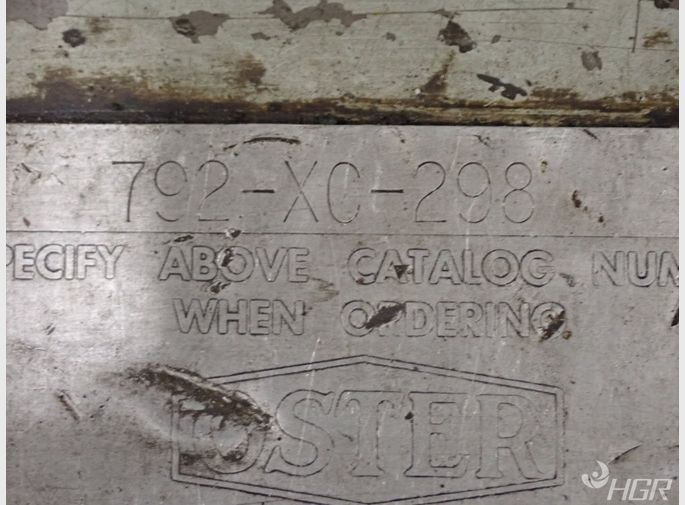 792-XC-298
PECIFY ABOVE CATALOG NUM
WHEN ORDERING
OSTER
HGR